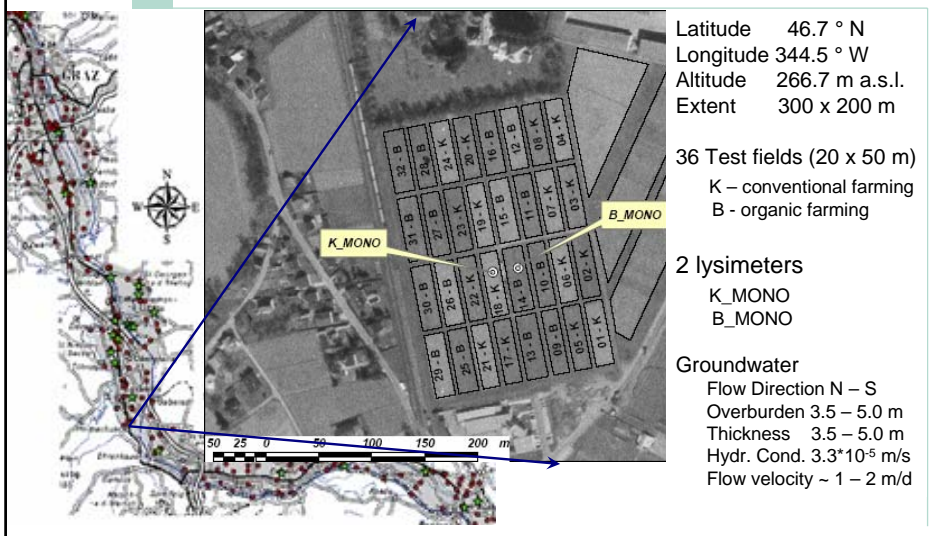 GRAZ
N
W
E
S
32 - B
28 - B
24 - K
20 - K
16 - B
12 - B
08 - K
04 - K
31 - B
27 - B
23 - K
19 - K
15 - B
11 - B
07 - K
03 - K
K_MONO
B_MONO
30 - B
26 - B
22 - K
18 - K
14 - B
10 - B
06 - K
02 - K
29 - B
25 - B
21 - K
17 - K
13 - B
09 - B
05 - K
01 - K
50 25 0 50 100 150 200 m
Latitude 46.7 ° N
Longitude 344.5 ° W
Altitude 266.7 m a.s.l.
Extent 300 x 200 m
36 Test fields (20 x 50 m)
K – conventional farming
B - organic farming
2 lysimeters
K_MONO
B_MONO
Groundwater
Flow Direction N – S
Overburden 3.5 – 5.0 m
Thickness 3.5 – 5.0 m
Hydr. Cond. 3.3*10⁻⁵ m/s
Flow velocity ~ 1 – 2 m/d